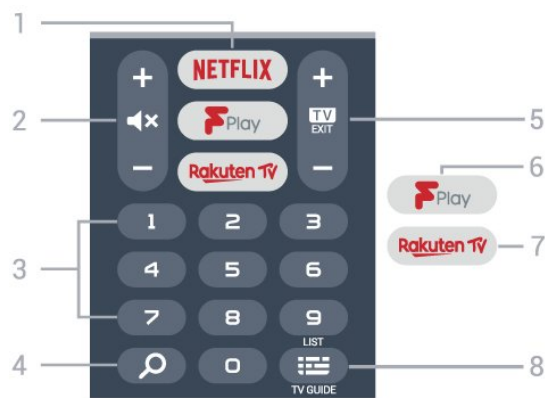 1
NETFLIX
+ +
2
TV
EXIT
5
Play
6
Play
- -
Rakuten TV
Rakuten TV
7
3
1 2 3
4 5 6
7 8 9
LIST
4
0
8
TV GUIDE